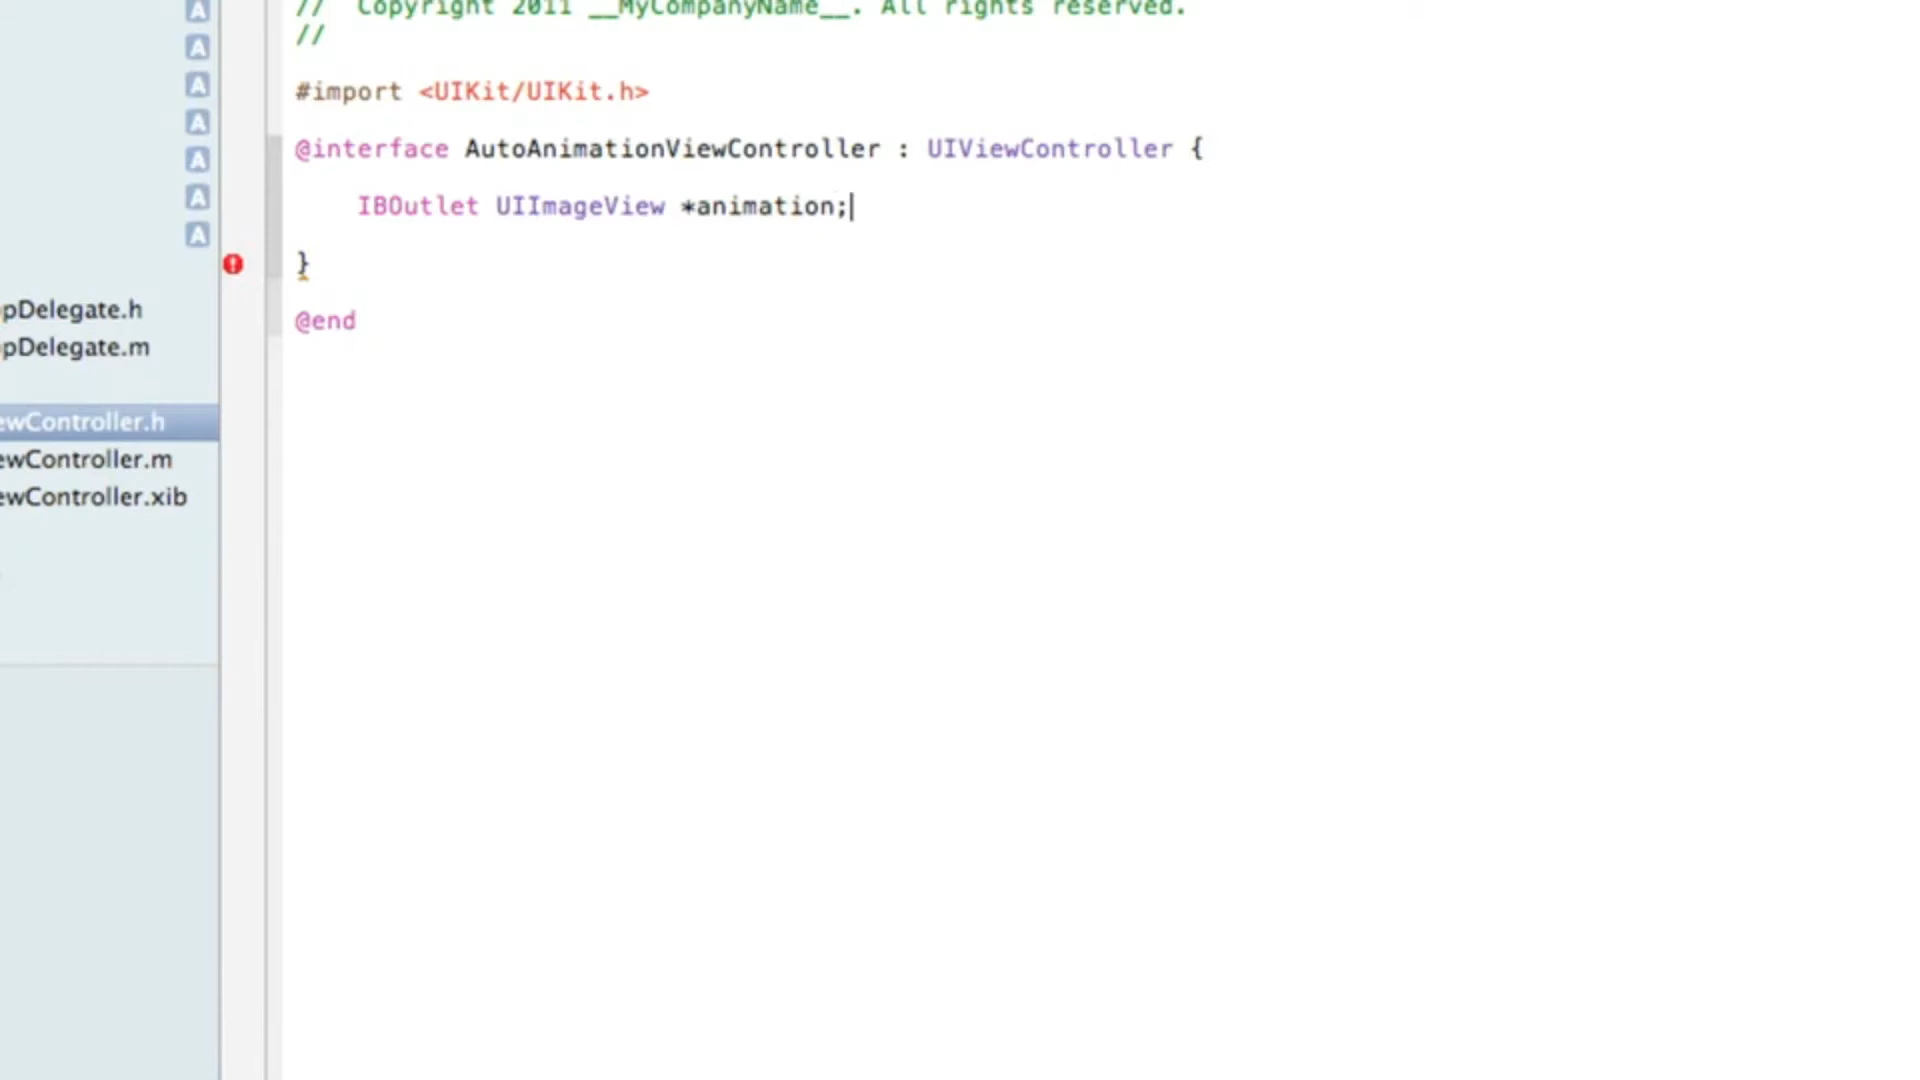 // Copyright 2011 __MyCompanyName__. All rights reserved.
//
#import <UIKit/UIKit.h>
@interface AutoAnimationViewController : UIViewController {
IBOutlet UIImageView *animation;
}
@end
A
A
A
A
A
A
A
pDelegate.h
pDelegate.m
ewController.h
ewController.m
ewController.xib